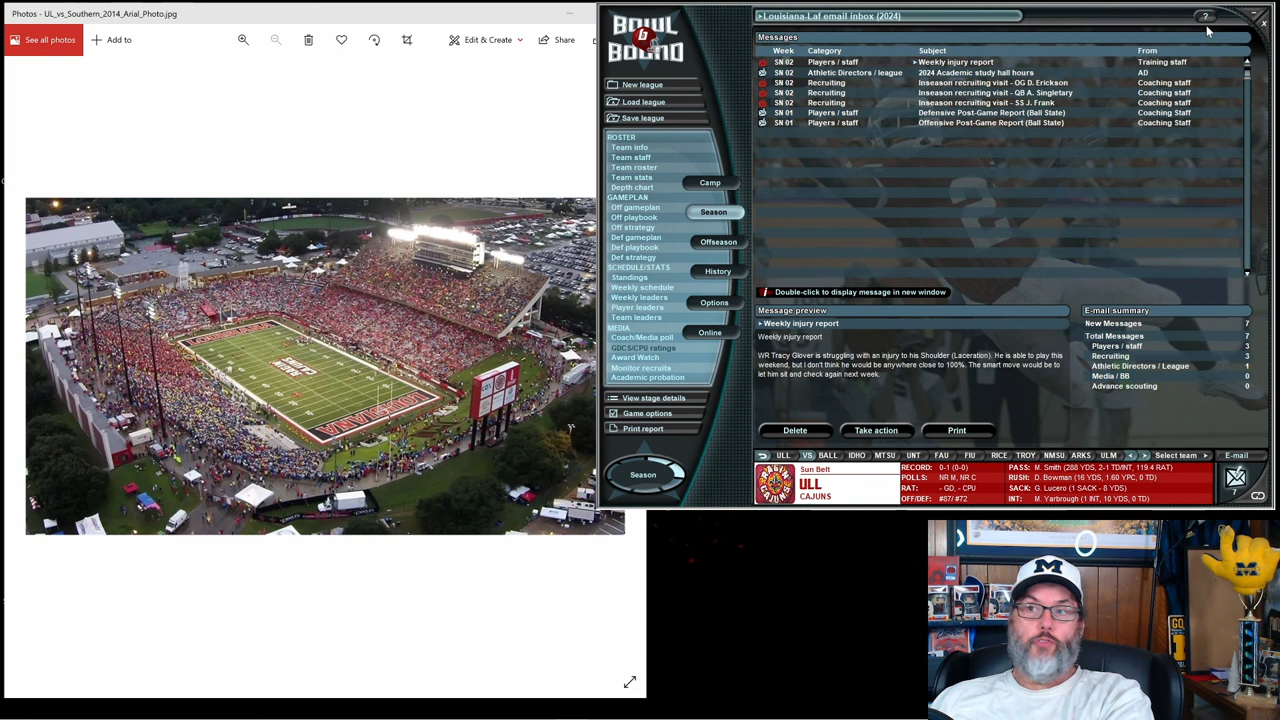 Photos - UL_vs_Southern_2014_Arial_Photo.jpg
See all photos
Add to
Edit & Create
Share
BOWL
BOUND
New league
Load league
Save league
ROSTER
Team info
Team staff
Team roster
Team stats
Depth chart
GAMEPLAN
Off gameplan
Off playbook
Off strategy
Def gameplan
Def playbook
Def strategy
SCHEDULE/STATS
Standings
Weekly schedule
Weekly leaders
Player leaders
Team leaders
MEDIA
Coach/Media poll
GDCS/CPU ratings
Award Watch
Monitor recruits
Academic probation
View stage details
Game options
Print report
Season
Camp
Season
Offseason
History
Options
Online
Louisiana-Laf email inbox (2024)
?
Messages
Week Category Subject From
SN 02 Players / staff Weekly injury report Training staff
SN 02 Athletic Directors / league 2024 Academic study hall hours AD
SN 02 Recruiting Inseason recruiting visit - OG D. Erickson Coaching staff
SN 02 Recruiting Inseason recruiting visit - QB A. Singletary Coaching staff
SN 02 Recruiting Inseason recruiting visit - SS J. Frank Coaching staff
SN 01 Players / staff Defensive Post-Game Report (Ball State) Coaching Staff
SN 01 Players / staff Offensive Post-Game Report (Ball State) Coaching Staff
Double-click to display message in new window
Message preview
Weekly injury report
Weekly injury report
WR Tracy Glover is struggling with an injury to his Shoulder (Laceration). He is able to play this
weekend, but I don't think he would be anywhere close to 100%. The smart move would be to
let him sit and check again next week.
E-mail summary
New Messages 7
Total Messages 7
Players / staff 3
Recruiting 3
Athletic Directors / League 1
Media / BB 0
Advance scouting 0
Delete Take action Print
ULL VS BALL IDHO MTSU UNT FAU FIU RICE TROY NMSU ARKS ULM Select team E-mail
Sun Belt
ULL
CAJUNS
RECORD: 0-1 (0-0)
POLLS: NR M, NR C
RAT: - GD, - CPU
OFF/DEF: #87/ #72
PASS: M. Smith (288 YDS, 2-1 TD/INT, 119.4 RAT)
RUSH: D. Bowman (16 YDS, 1.60 YPC, 0 TD)
SACK: G. Lucero (1 SACK - 8 YDS)
INT: M. Yarbrough (1 INT, 10 YDS, 0 TD)
7
M
GO
M